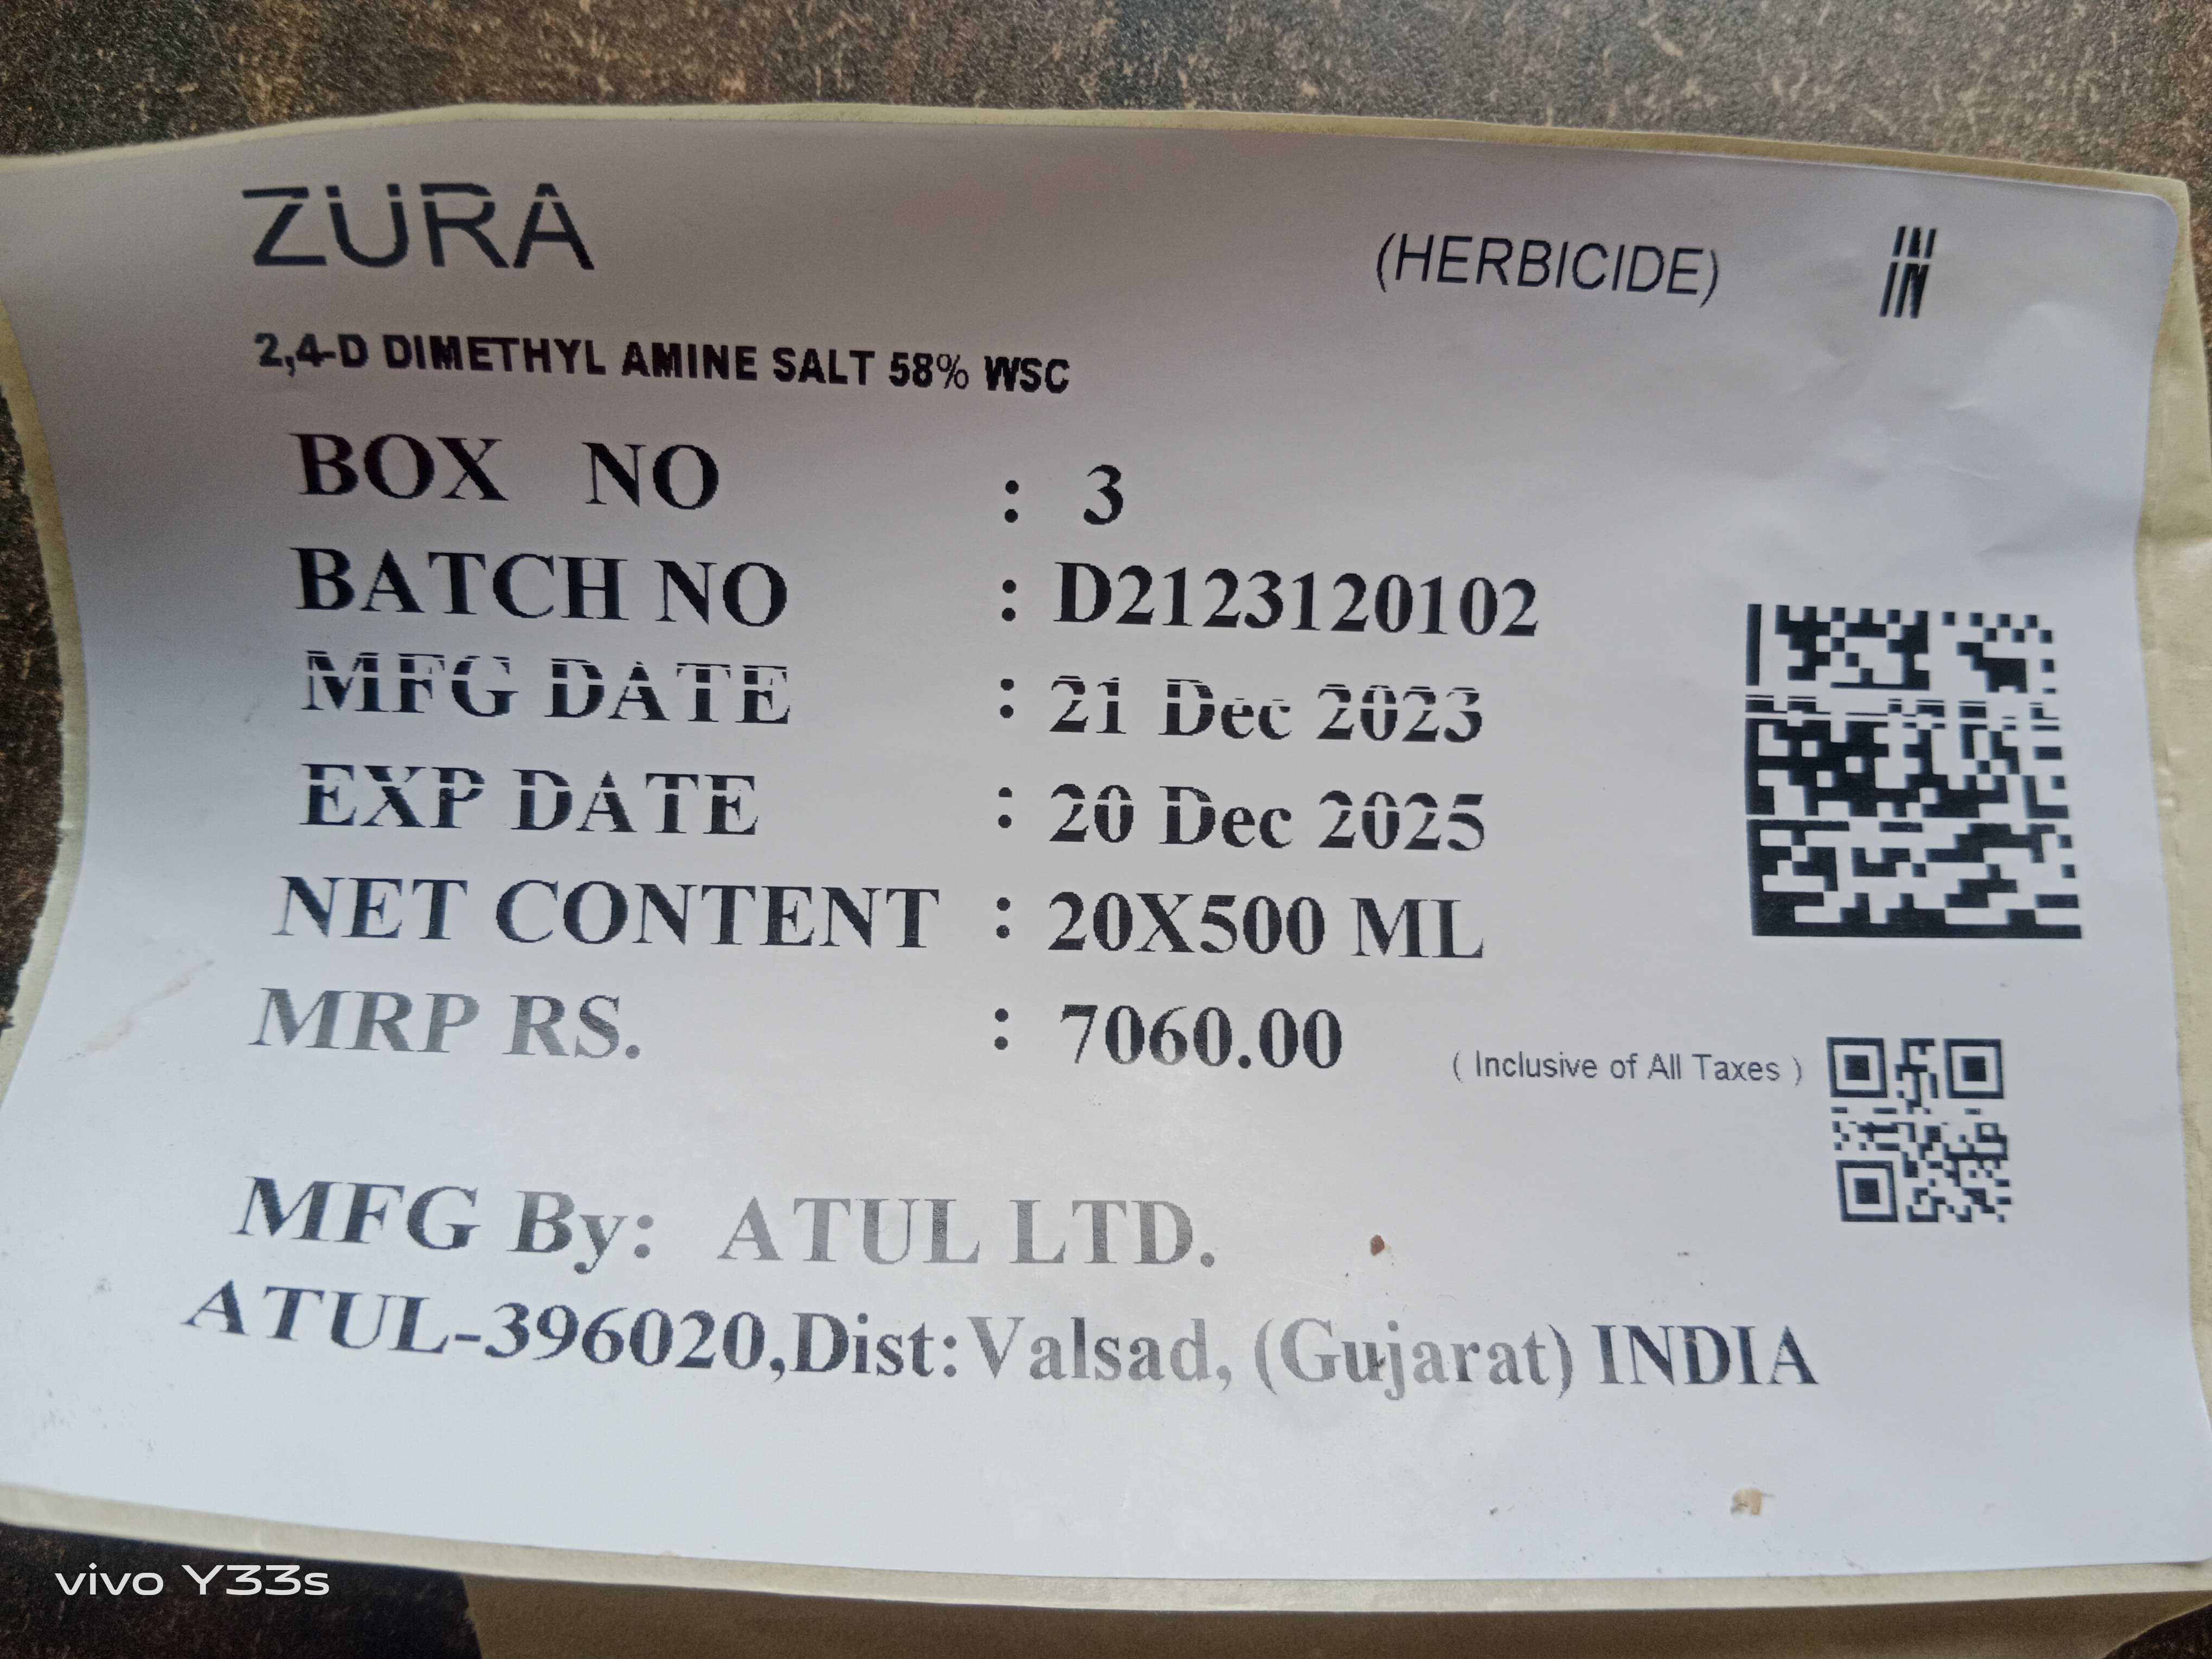 ZURA (HERBICIDE) IN
2,4-D DIMETHYL AMINE SALT 58% WSC
BOX NO : 3
BATCH NO : D2123120102
MFG DATE : 21 Dec 2023
EXP DATE : 20 Dec 2025
NET CONTENT : 20X500 ML
MRP RS. : 7060.00 ( Inclusive of All Taxes )
MFG By: ATUL LTD.
ATUL-396020,Dist:Valsad, (Gujarat) INDIA
vivo Y33s